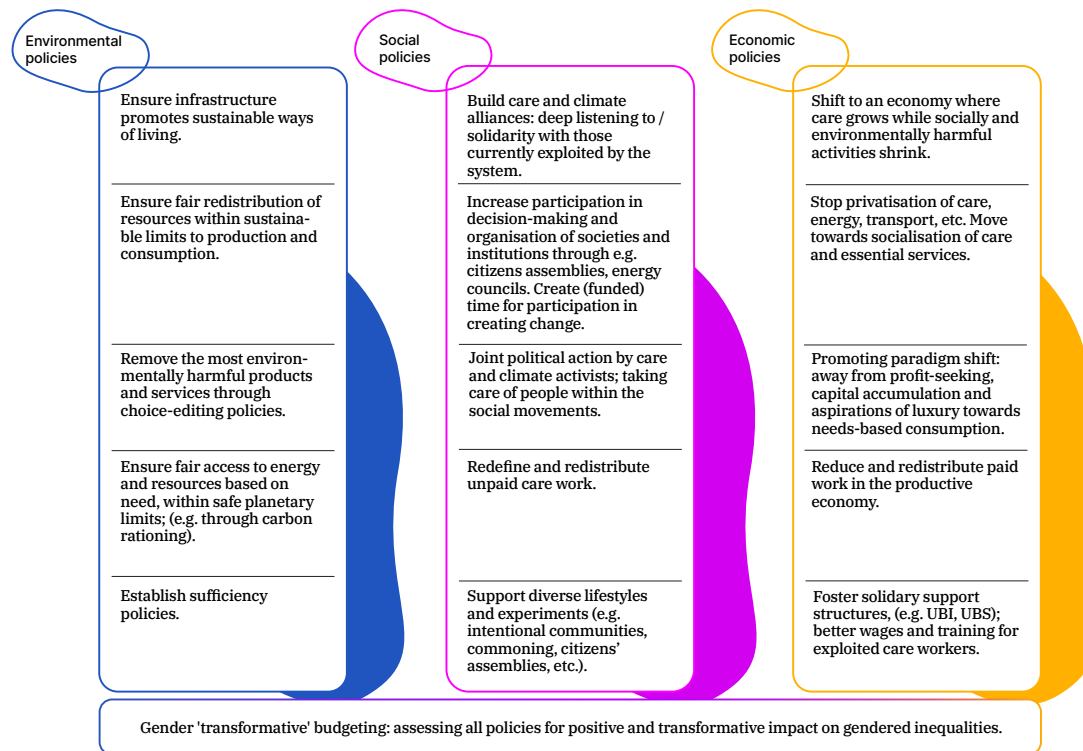 Environmental
policies
Ensure infrastructure
promotes sustainable ways
of living.
Ensure fair redistribution of
resources within sustaina-
ble limits to production and
consumption.
Remove the most environ-
mentally harmful products
and services through
choice-editing policies.
Ensure fair access to energy
and resources based on
need, within safe planetary
limits; (e.g. through carbon
rationing).
Establish sufficiency
policies.
Social
policies
Build care and climate
alliances: deep listening to /
solidarity with those
currently exploited by the
system.
Increase participation in
decision-making and
organisation of societies and
institutions through e.g.
citizens assemblies, energy
councils. Create (funded)
time for participation in
creating change.
Joint political action by care
and climate activists; taking
care of people within the
social movements.
Redefine and redistribute
unpaid care work.
Support diverse lifestyles
and experiments (e.g.
intentional communities,
commoning, citizens’
assemblies, etc.).
Economic
policies
Shift to an economy where
care grows while socially and
environmentally harmful
activities shrink.
Stop privatisation of care,
energy, transport, etc. Move
towards socialisation of care
and essential services.
Promoting paradigm shift:
away from profit-seeking,
capital accumulation and
aspirations of luxury towards
needs-based consumption.
Reduce and redistribute paid
work in the productive
economy.
Foster solidary support
structures, (e.g. UBI, UBS);
better wages and training for
exploited care workers.
Gender 'transformative' budgeting: assessing all policies for positive and transformative impact on gendered inequalities.